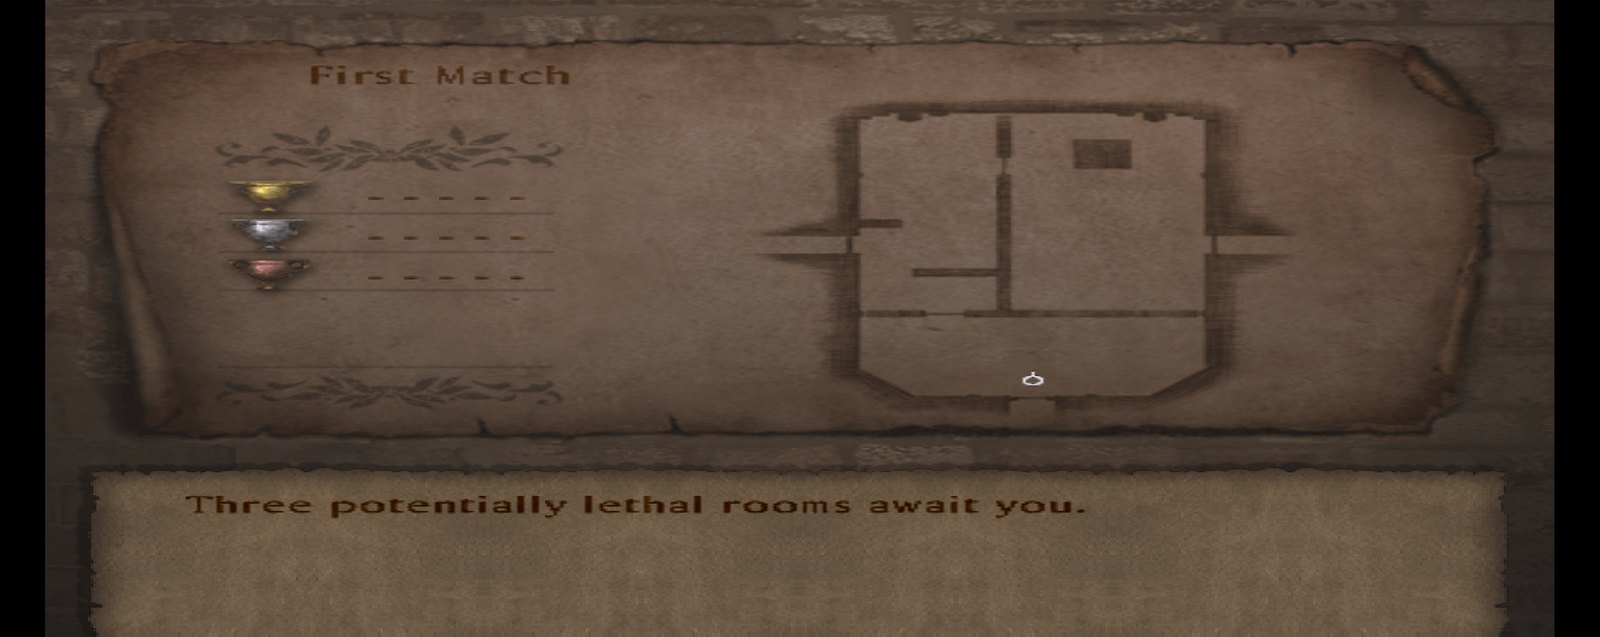 First Match
- - - - -
- - - - -
- - - - -
Three potentially lethal rooms await you.